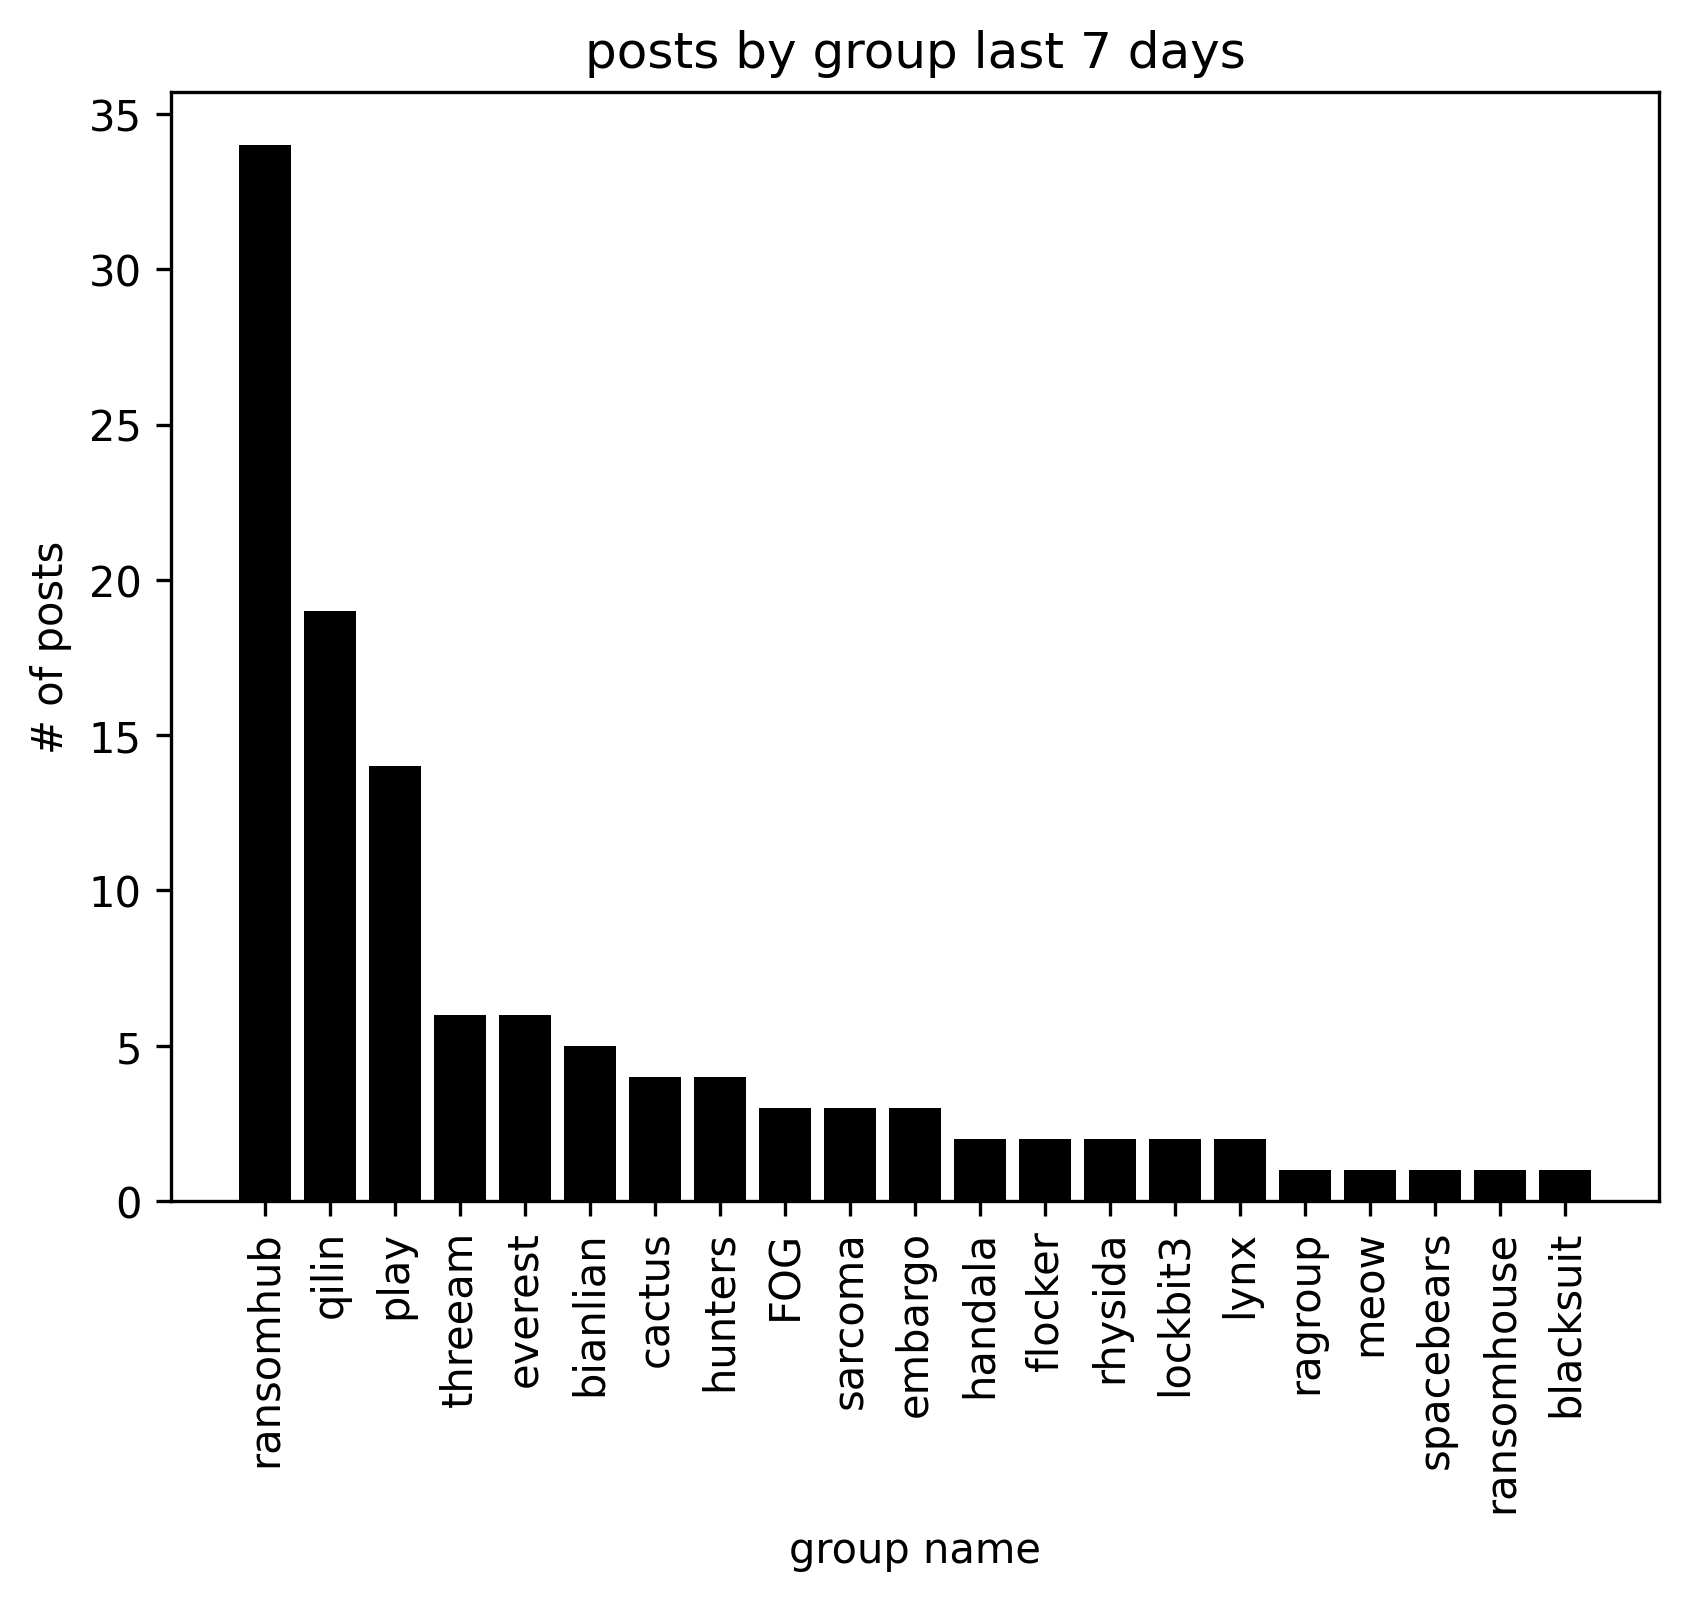 posts by group last 7 days
35
30
25
20
15
10
5
0
# of posts
ransomhub
qilin
play
threeam
everest
bianlian
cactus
hunters
FOG
sarcoma
embargo
handala
flocker
rhysida
lockbit3
lynx
ragroup
meow
spacebears
ransomhouse
blacksuit
group name